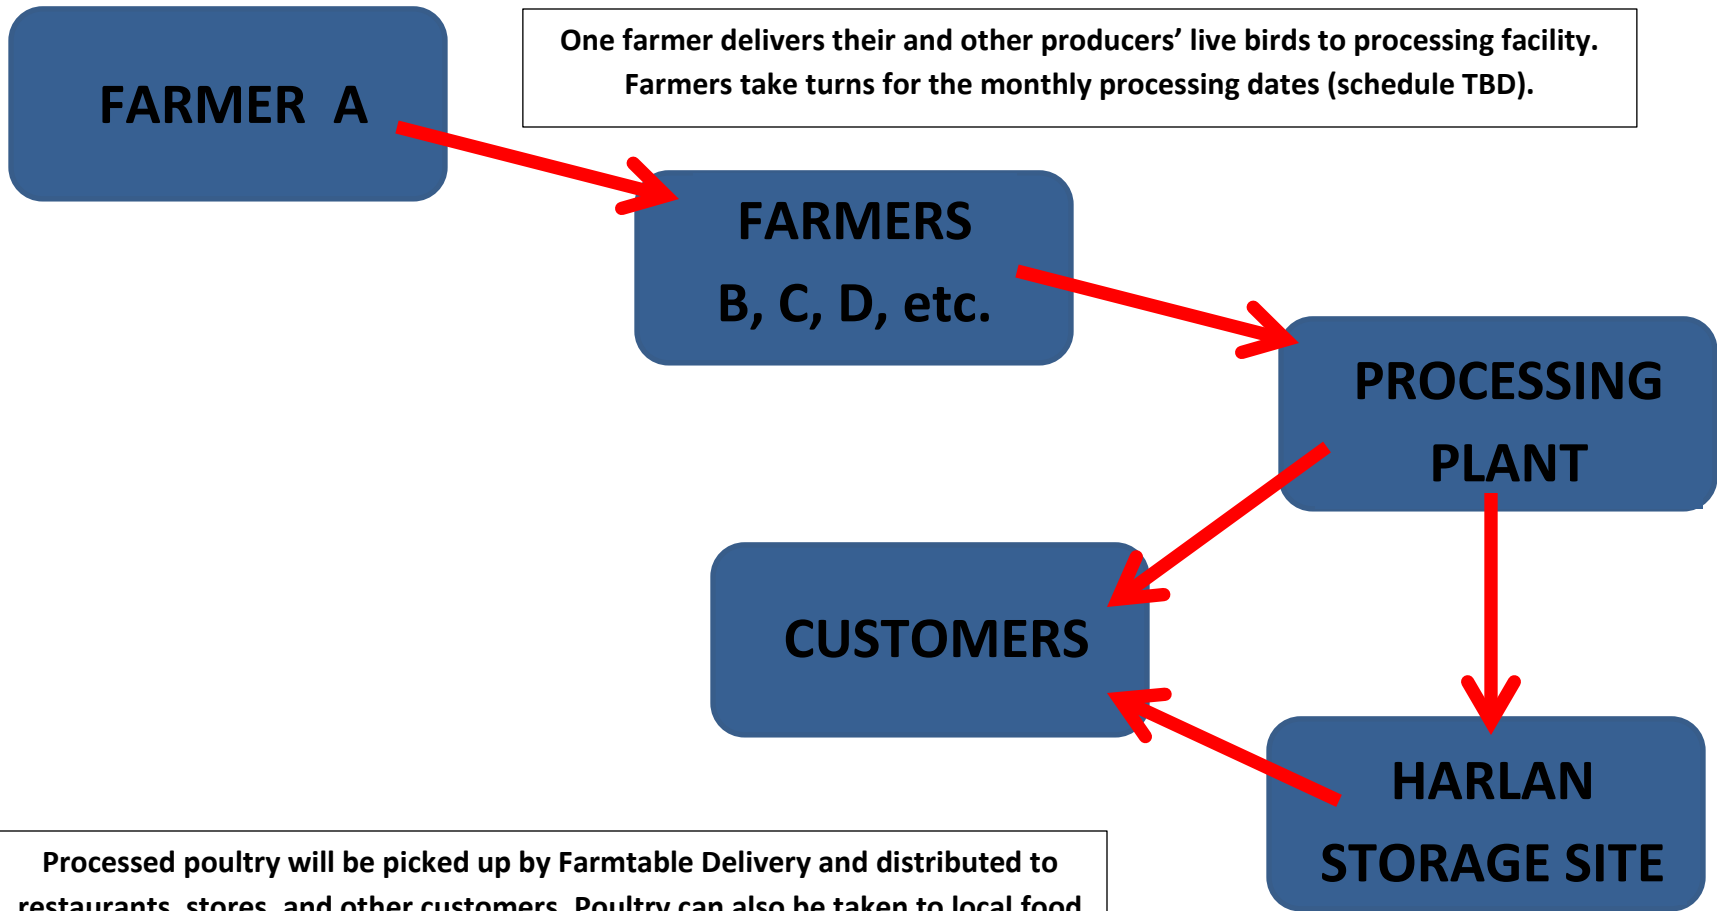 FARMER A
One farmer delivers their and other producers’ live birds to processing facility.
Farmers take turns for the monthly processing dates (schedule TBD).
FARMERS
B, C, D, etc.
PROCESSING
PLANT
CUSTOMERS
HARLAN
STORAGE SITE
Processed poultry will be picked up by Farmtable Delivery and distributed to
restaurants, stores, and other customers. Poultry can also be taken to local food